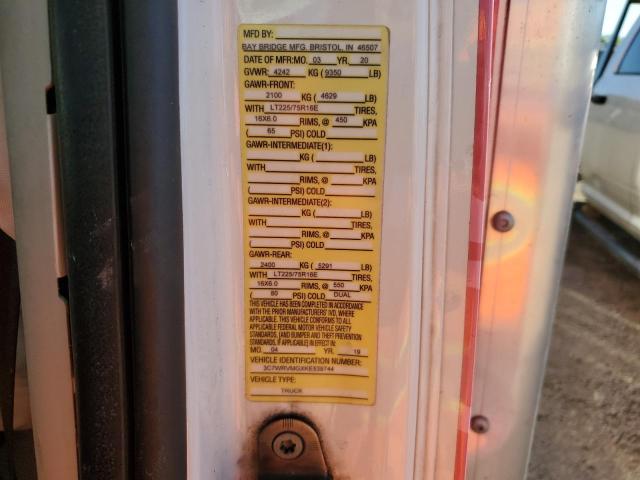 MFD BY:
BAY BRIDGE MFG. BRISTOL, IN 46507
DATE OF MFR:MO. 03 YR. 20
GVWR: 4242 KG ( 9350 LB)
GAWR-FRONT:
2100 KG ( 4629 LB)
WITH LT225/75R16E TIRES,
16X6.0 RIMS, @ 450 KPA
( 65 PSI) COLD
GAWR-INTERMEDIATE(1):
KG ( LB)
WITH TIRES,
RIMS, @ KPA
( PSI) COLD
GAWR-INTERMEDIATE(2):
KG ( LB)
WITH TIRES,
RIMS, @ KPA
( PSI) COLD
GAWR-REAR:
2400 KG ( 5291 LB)
WITH LT225/75R16E TIRES,
16X6.0 RIMS, @ 550 KPA
( 80 PSI) COLD DUAL
THIS VEHICLE HAS BEEN COMPLETED IN ACCORDANCE
WITH THE PRIOR MANUFACTURERS' IVD, WHERE
APPLICABLE. THIS VEHICLE CONFORMS TO ALL
APPLICABLE FEDERAL MOTOR VEHICLE SAFETY
STANDARDS, [AND BUMPER AND THEFT PREVENTION
STANDARDS, IF APPLICABLE] IN EFFECT IN:
MO. 04 YR. 19
VEHICLE IDENTIFICATION NUMBER:
3C7WRVMGXKE538744
VEHICLE TYPE:
TRUCK